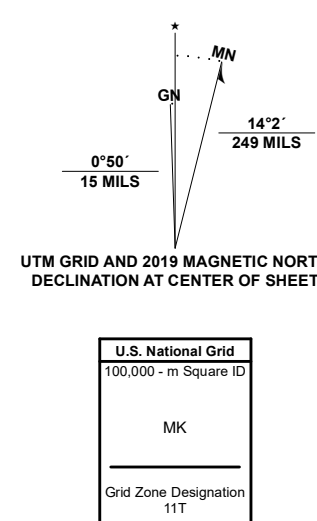 ★
MN
GN
14°2´
249 MILS
0°50´
15 MILS
UTM GRID AND 2019 MAGNETIC NORT
DECLINATION AT CENTER OF SHEET
U.S. National Grid
100,000 - m Square ID
MK
Grid Zone Designation
11T